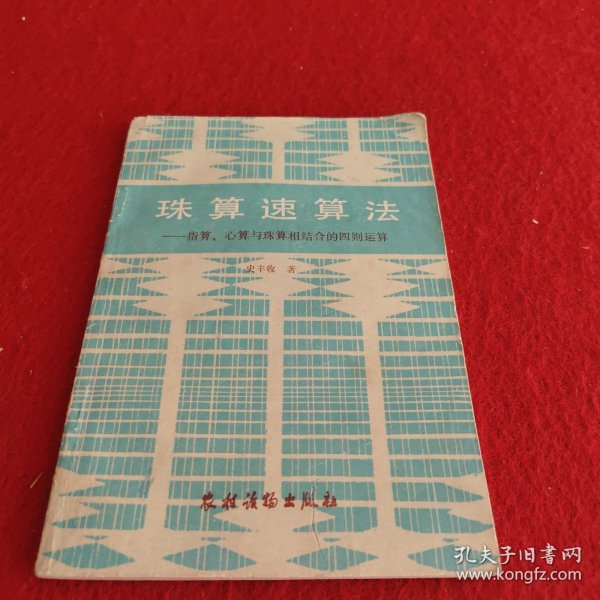 珠算速算法
——指算、心算与珠算相结合的四则运算
史丰收 著
农村读物出版社
孔夫子旧书网
www.kongfz.com